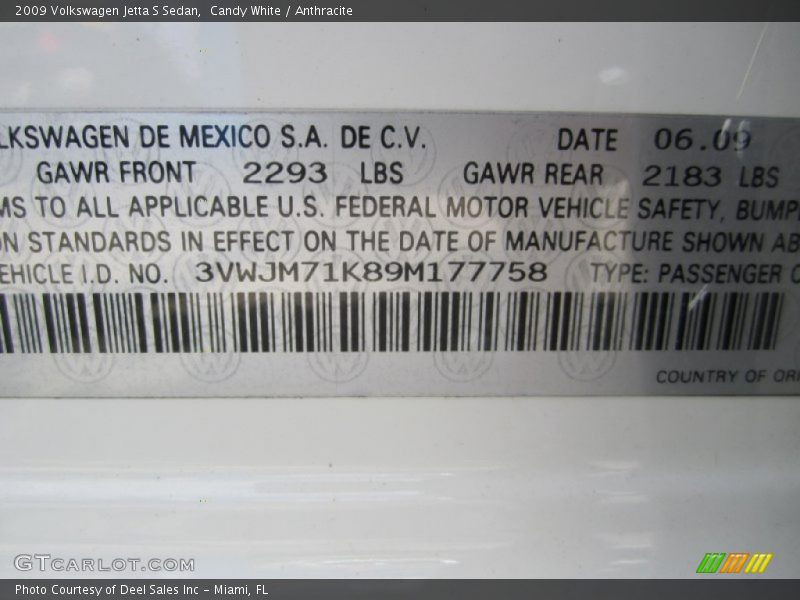 2009 Volkswagen Jetta S Sedan, Candy White / Anthracite
LKSWAGEN DE MEXICO S.A. DE C.V. DATE 06.09
GAWR FRONT 2293 LBS GAWR REAR 2183 LBS
MS TO ALL APPLICABLE U.S. FEDERAL MOTOR VEHICLE SAFETY, BUMP
ON STANDARDS IN EFFECT ON THE DATE OF MANUFACTURE SHOWN AB
EHICLE I.D. NO. 3VWJM71K89M177758 TYPE: PASSENGER C
COUNTRY OF ORI
GTCARLOT.COM
Photo Courtesy of Deel Sales Inc - Miami, FL